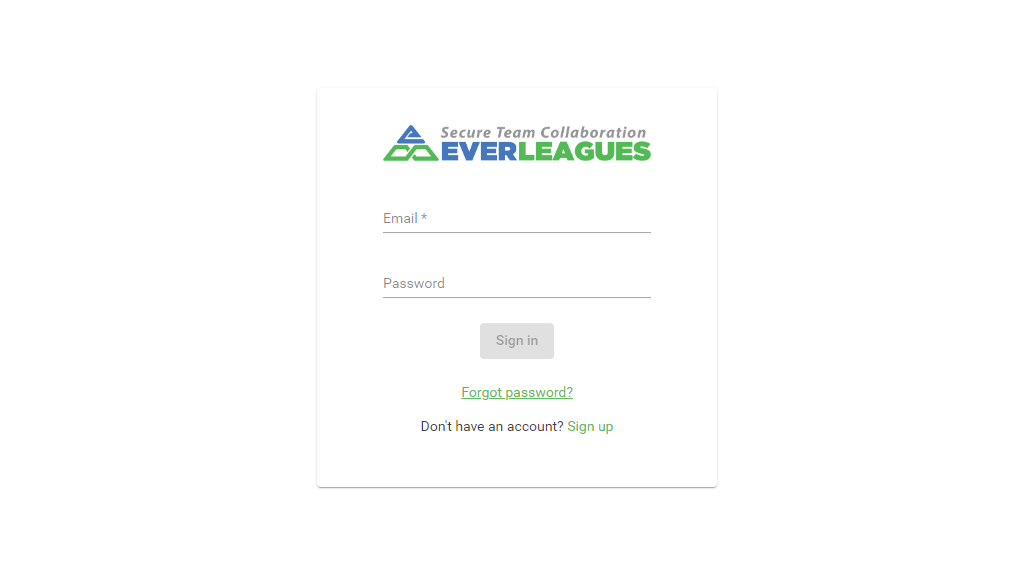 Secure Team Collaboration
EVERLEAGUES
Email *
Password
Sign in
Forgot password?
Don't have an account? Sign up